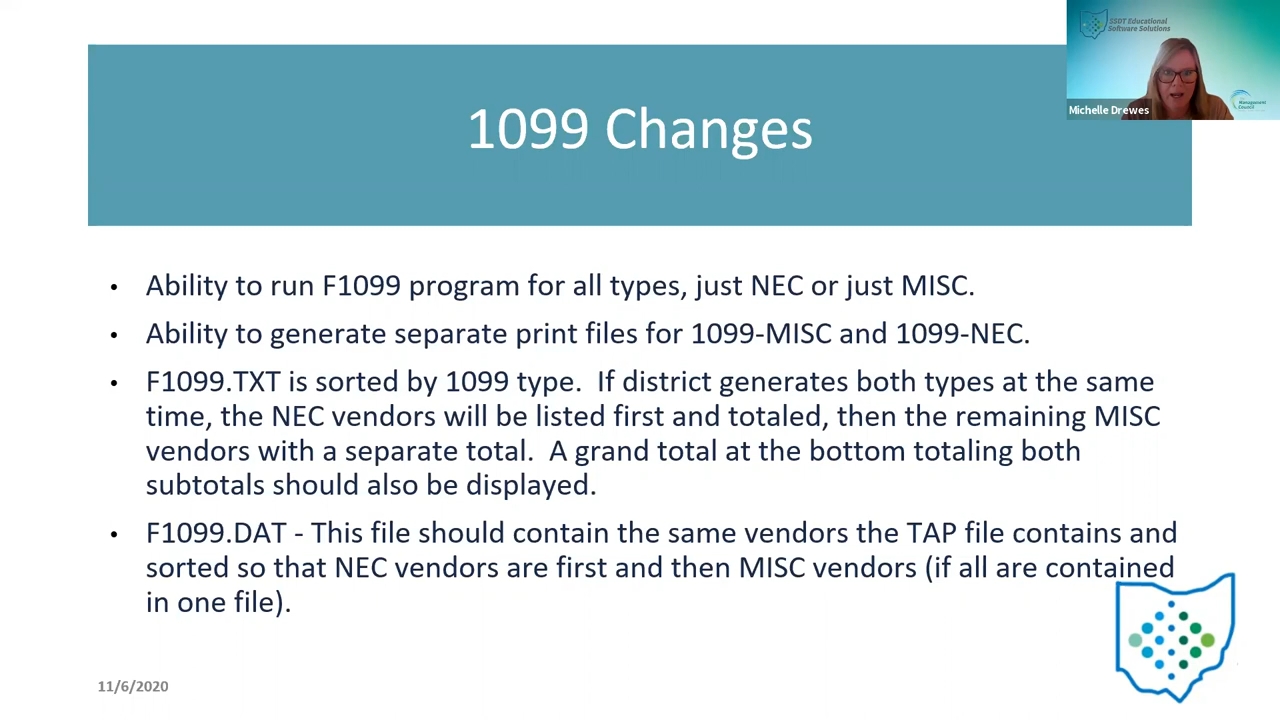 SSDT Educational
Software Solutions
Management
Council
Michelle Drewes
1099 Changes
• Ability to run F1099 program for all types, just NEC or just MISC.
• Ability to generate separate print files for 1099-MISC and 1099-NEC.
• F1099.TXT is sorted by 1099 type.  If district generates both types at the same
time, the NEC vendors will be listed first and totaled, then the remaining MISC
vendors with a separate total.  A grand total at the bottom totaling both
subtotals should also be displayed.
• F1099.DAT - This file should contain the same vendors the TAP file contains and
sorted so that NEC vendors are first and then MISC vendors (if all are contained
in one file).
11/6/2020